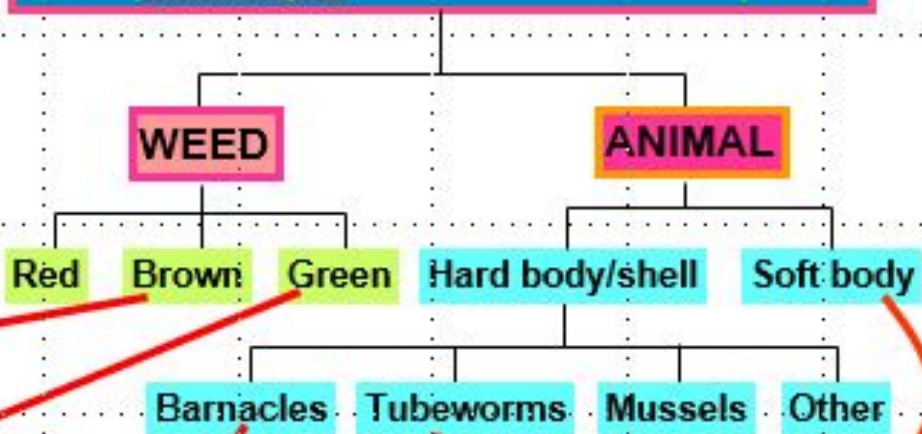 WEED ANIMAL
Red Brown Green Hard body/shell Soft body
Barnacles Tubeworms Mussels Other